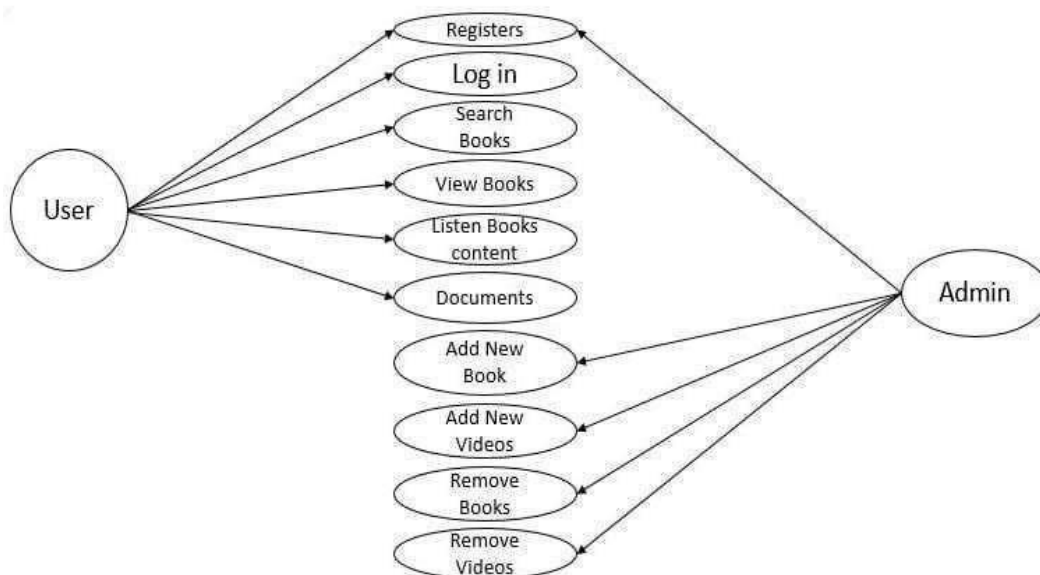 Registers
Log in
Search
Books
View Books
User
Listen Books
content
Documents
Admin
Add New
Book
Add New
Videos
Remove
Books
Remove
Videos